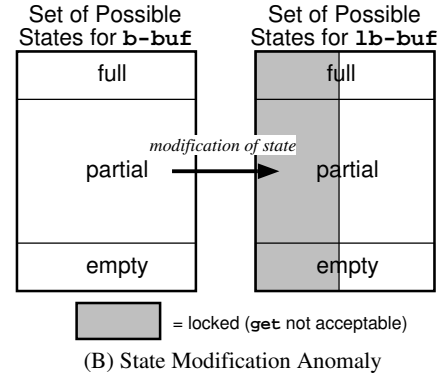 Set of Possible
States for b-buf
Set of Possible
States for lb-buf
full
full
modification of state
partial
partial
empty
empty
= locked (get not acceptable)
(B) State Modification Anomaly